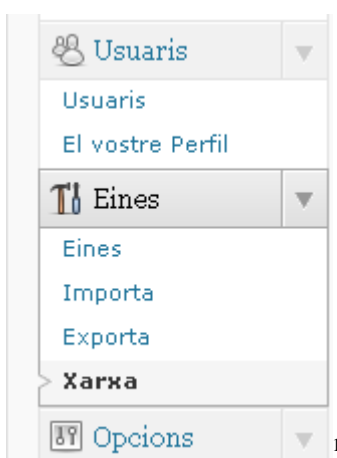 Usuaris
Usuaris
El vostre Perfil
Eines
Eines
Importa
Exporta
Xarxa
Opcions